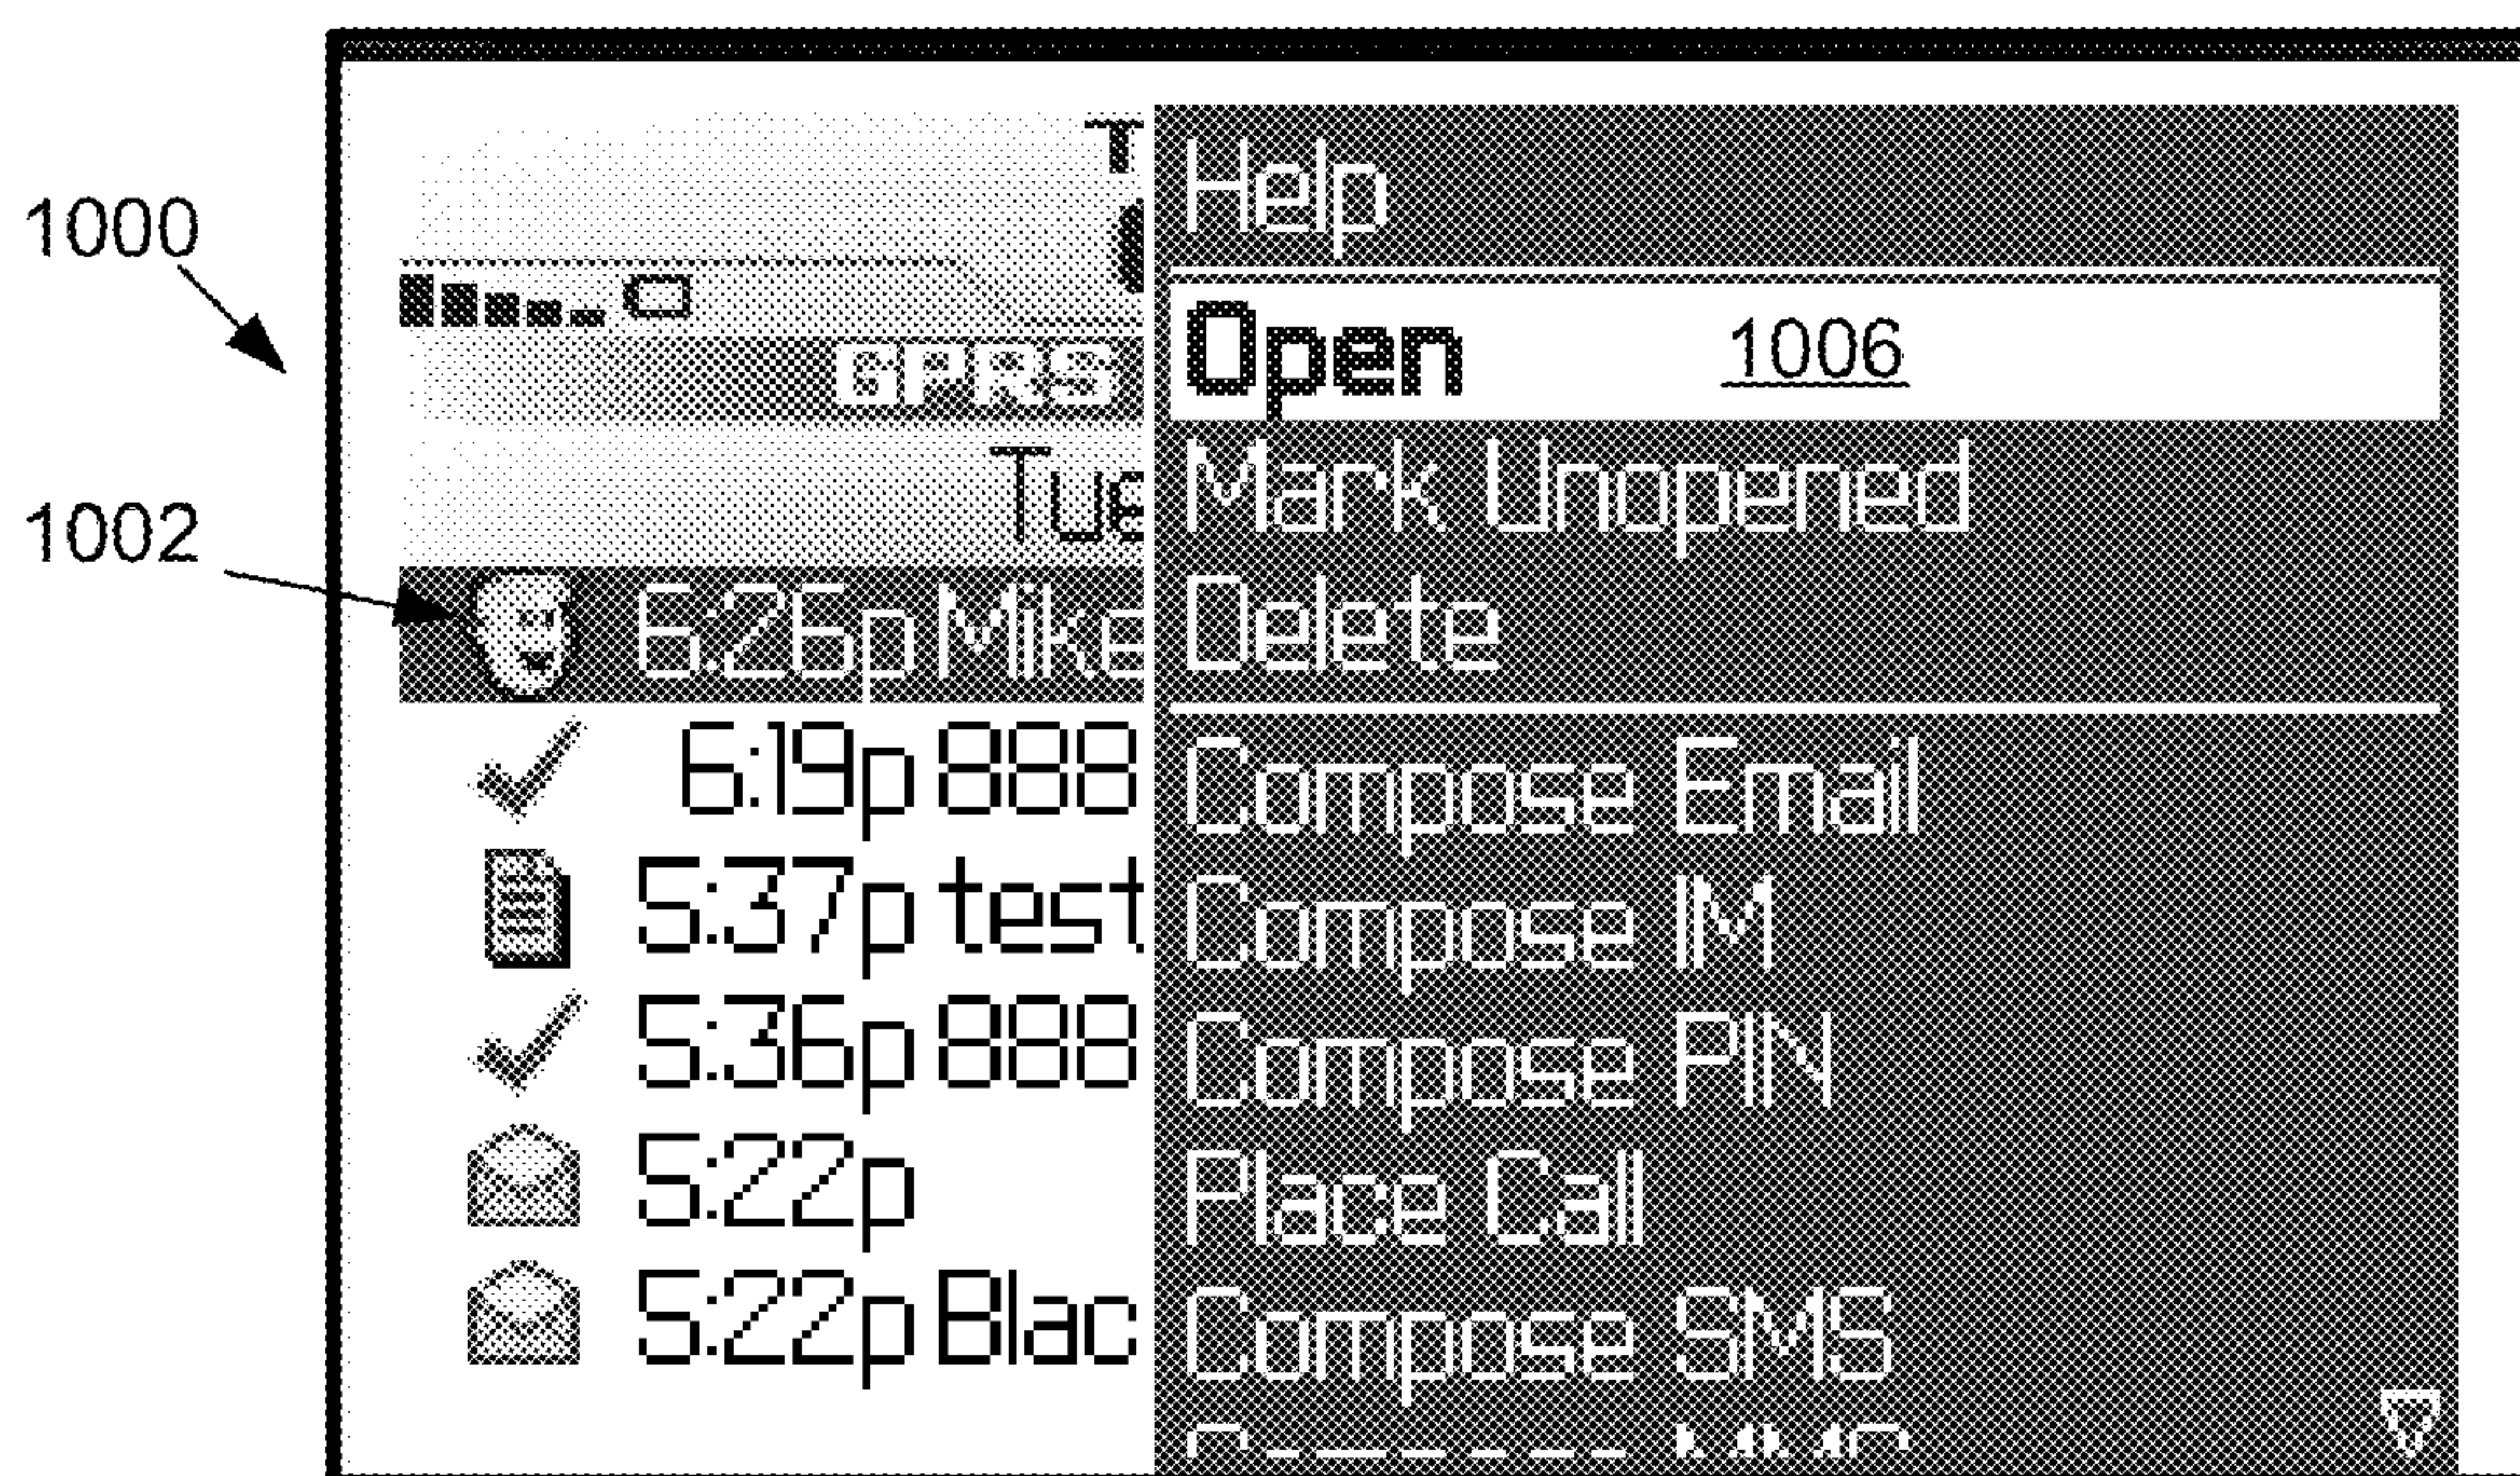 1000
1002
T
GPRS
Tue
6:26p Mike
6:19p 888
5:37p test
5:36p 888
5:22p
5:22p Blac
Help
Open 1006
Mark Unopened
Delete
Compose Email
Compose IM
Compose PIN
Place Call
Compose SMS